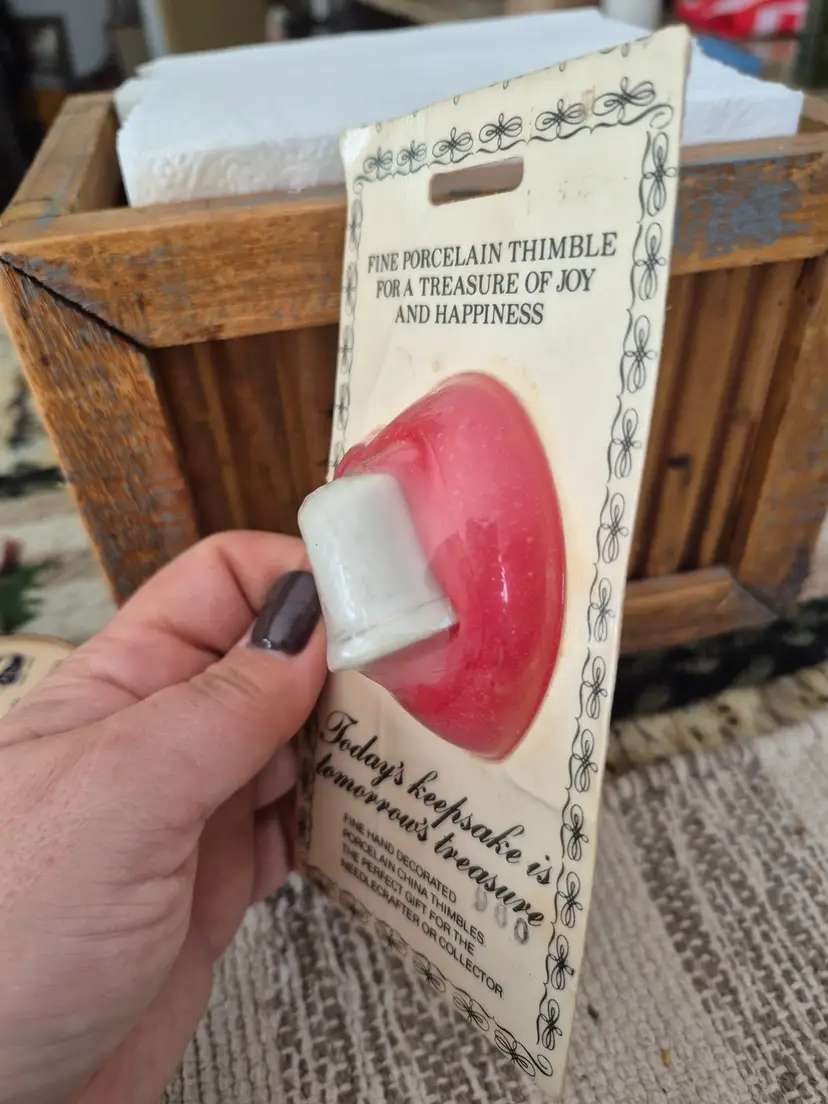 FINE PORCELAIN THIMBLE
FOR A TREASURE OF JOY
AND HAPPINESS
Today's keepsake is
tomorrow's treasure
FINE HAND DECORATED
PORCELAIN CHINA THIMBLES.
THE PERFECT GIFT FOR THE
NEEDLECRAFTER OR COLLECTOR